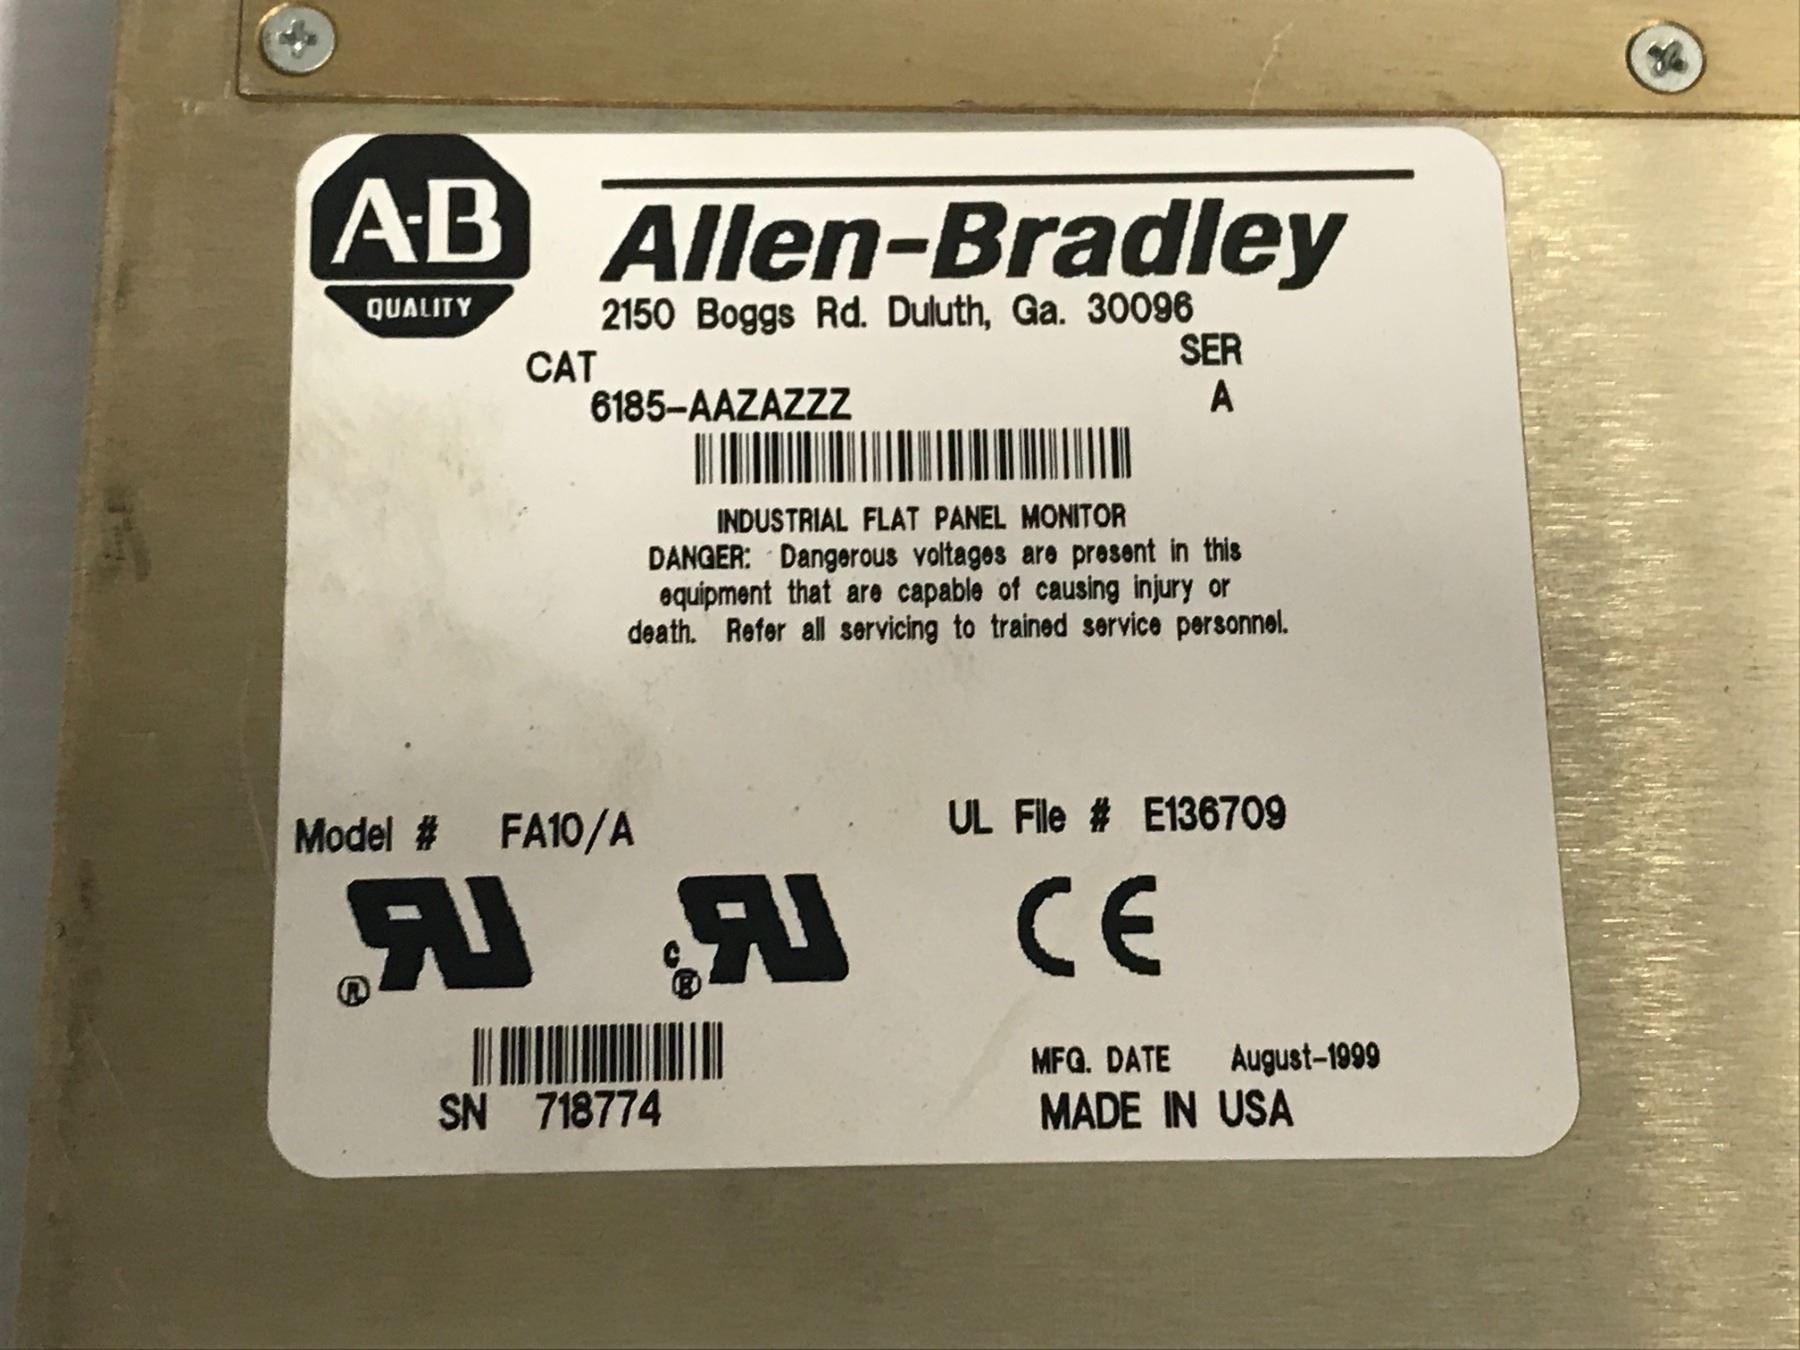 A-B
QUALITY
Allen-Bradley
2150 Boggs Rd. Duluth, Ga. 30096
CAT
SER
6185-AAZAZZZ
A
INDUSTRIAL FLAT PANEL MONITOR
DANGER: Dangerous voltages are present in this
equipment that are capable of causing injury or
death. Refer all servicing to trained service personnel.
Model # FA10/A
UL File # E136709
RU ®
c RU ®
CE
SN 718774
MFG. DATE August-1999
MADE IN USA